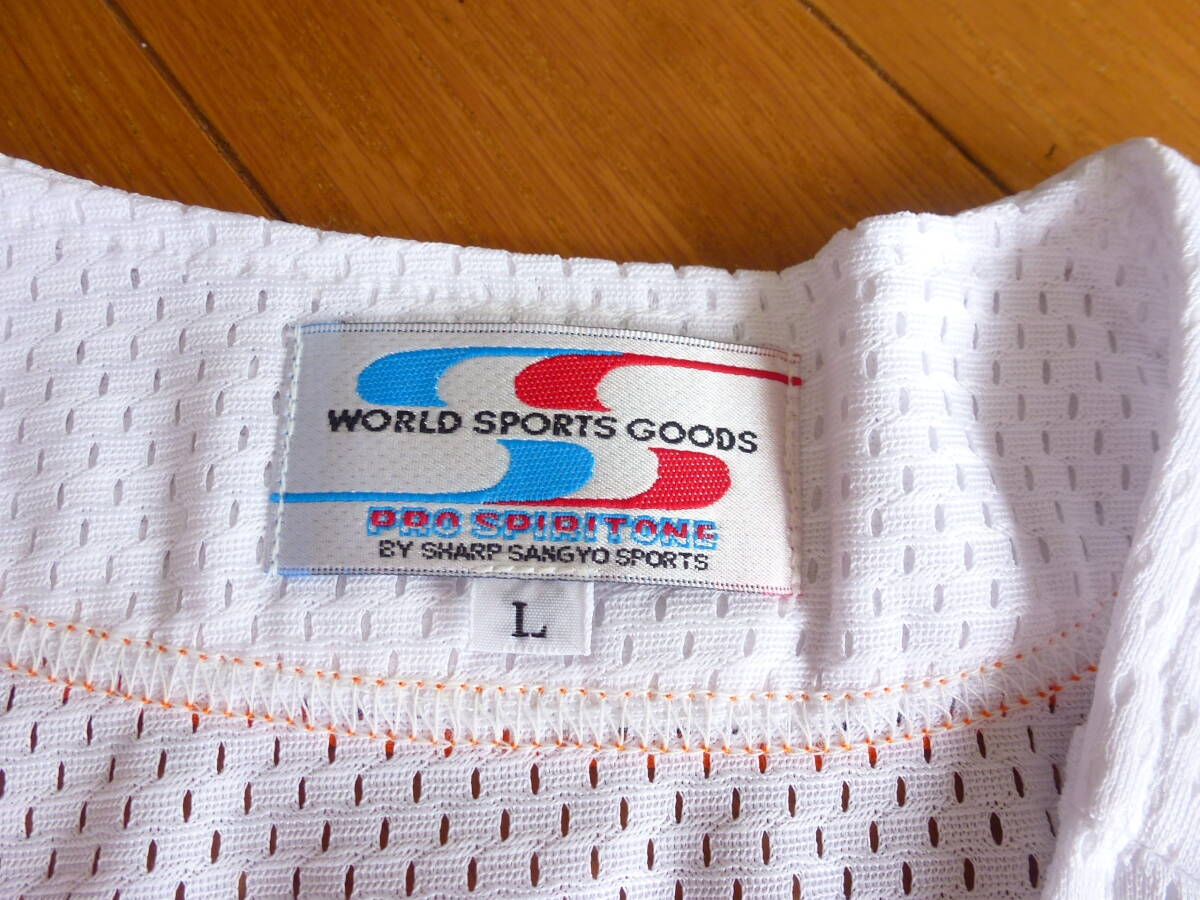 WORLD SPORTS GOODS
PRO SPIRITONE
BY SHARP SANGYO SPORTS
L